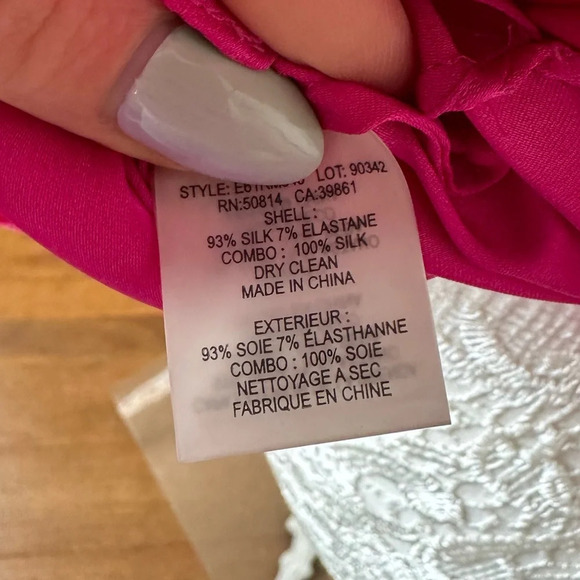 STYLE: LOT: 90342
RN:50814 CA:39861
SHELL:
93% SILK 7% ELASTANE
COMBO : 100% SILK
DRY CLEAN
MADE IN CHINA
EXTERIEUR :
93% SOIE 7% ÉLASTHANNE
COMBO : 100% SOIE
NETTOYAGE A SEC
FABRIQUE EN CHINE